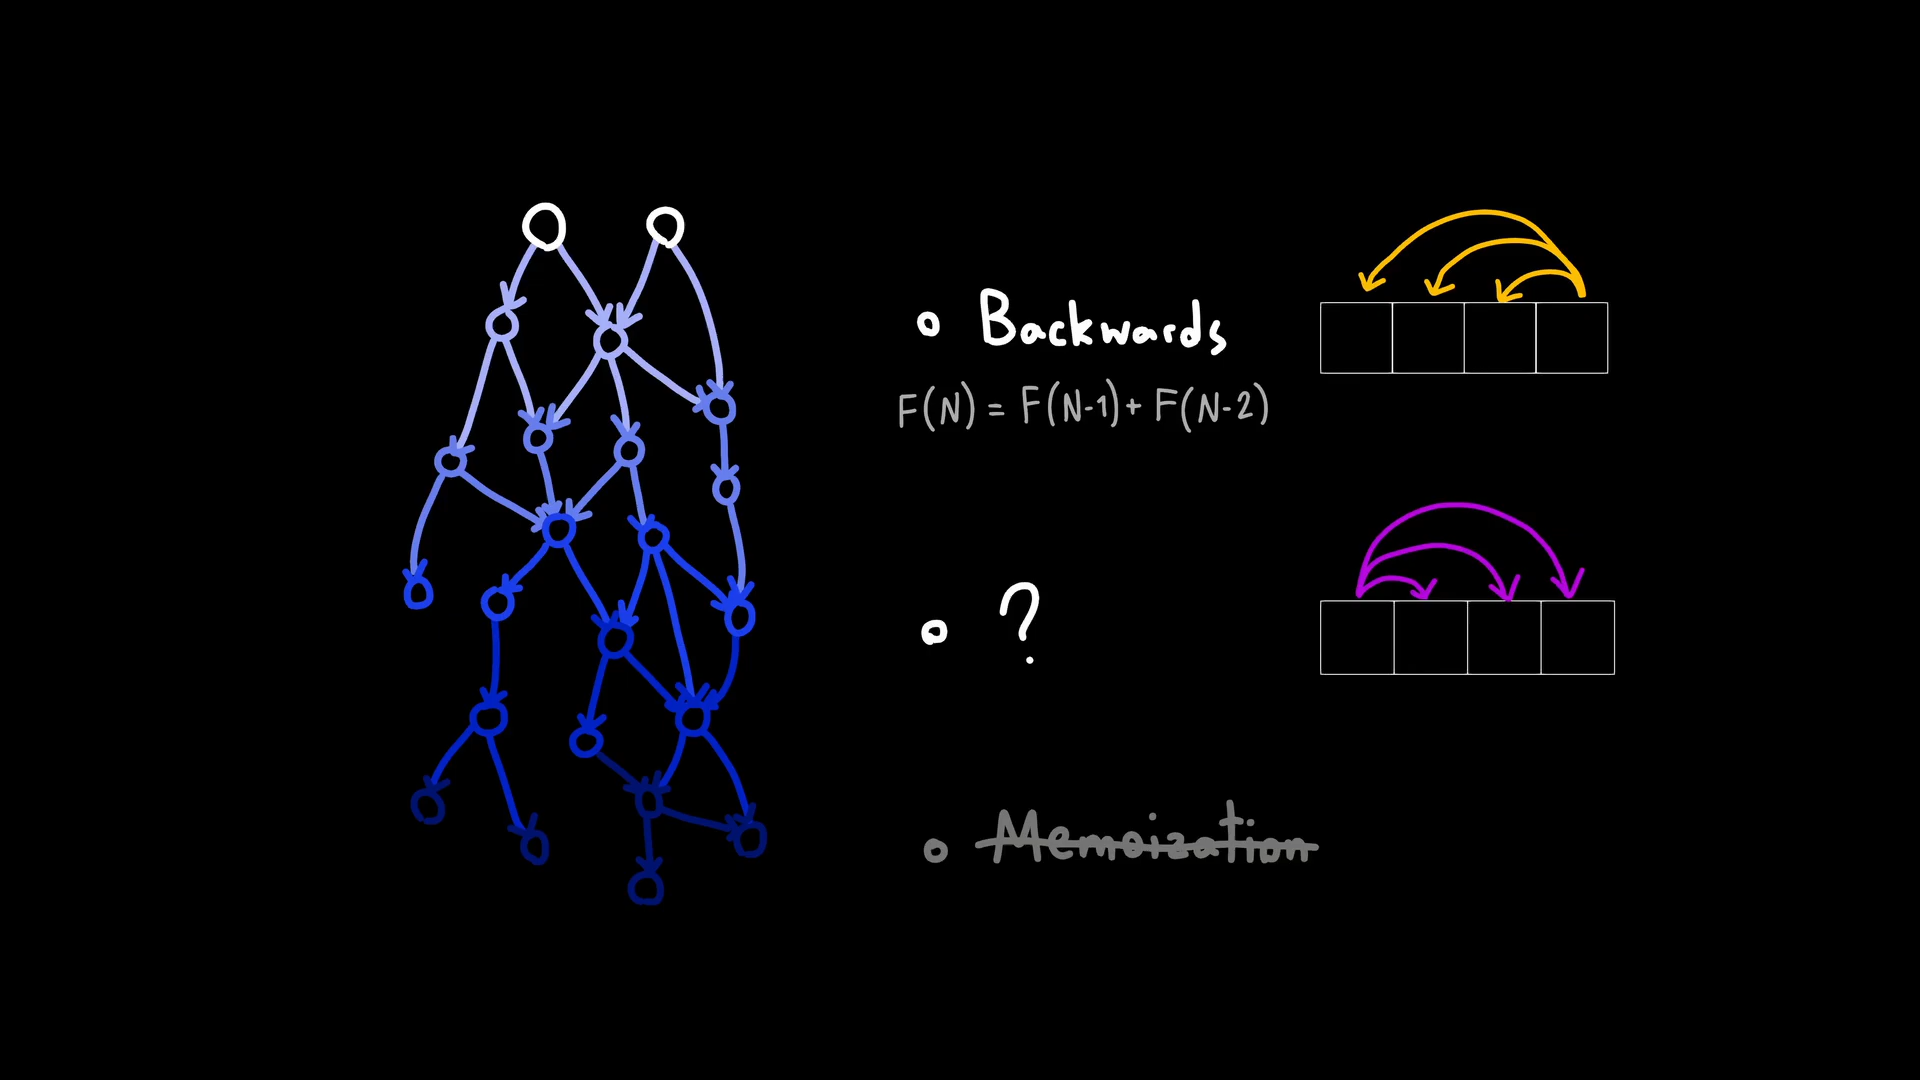 Backwards
F(N) = F(N-1) + F(N-2)
?
Memoization